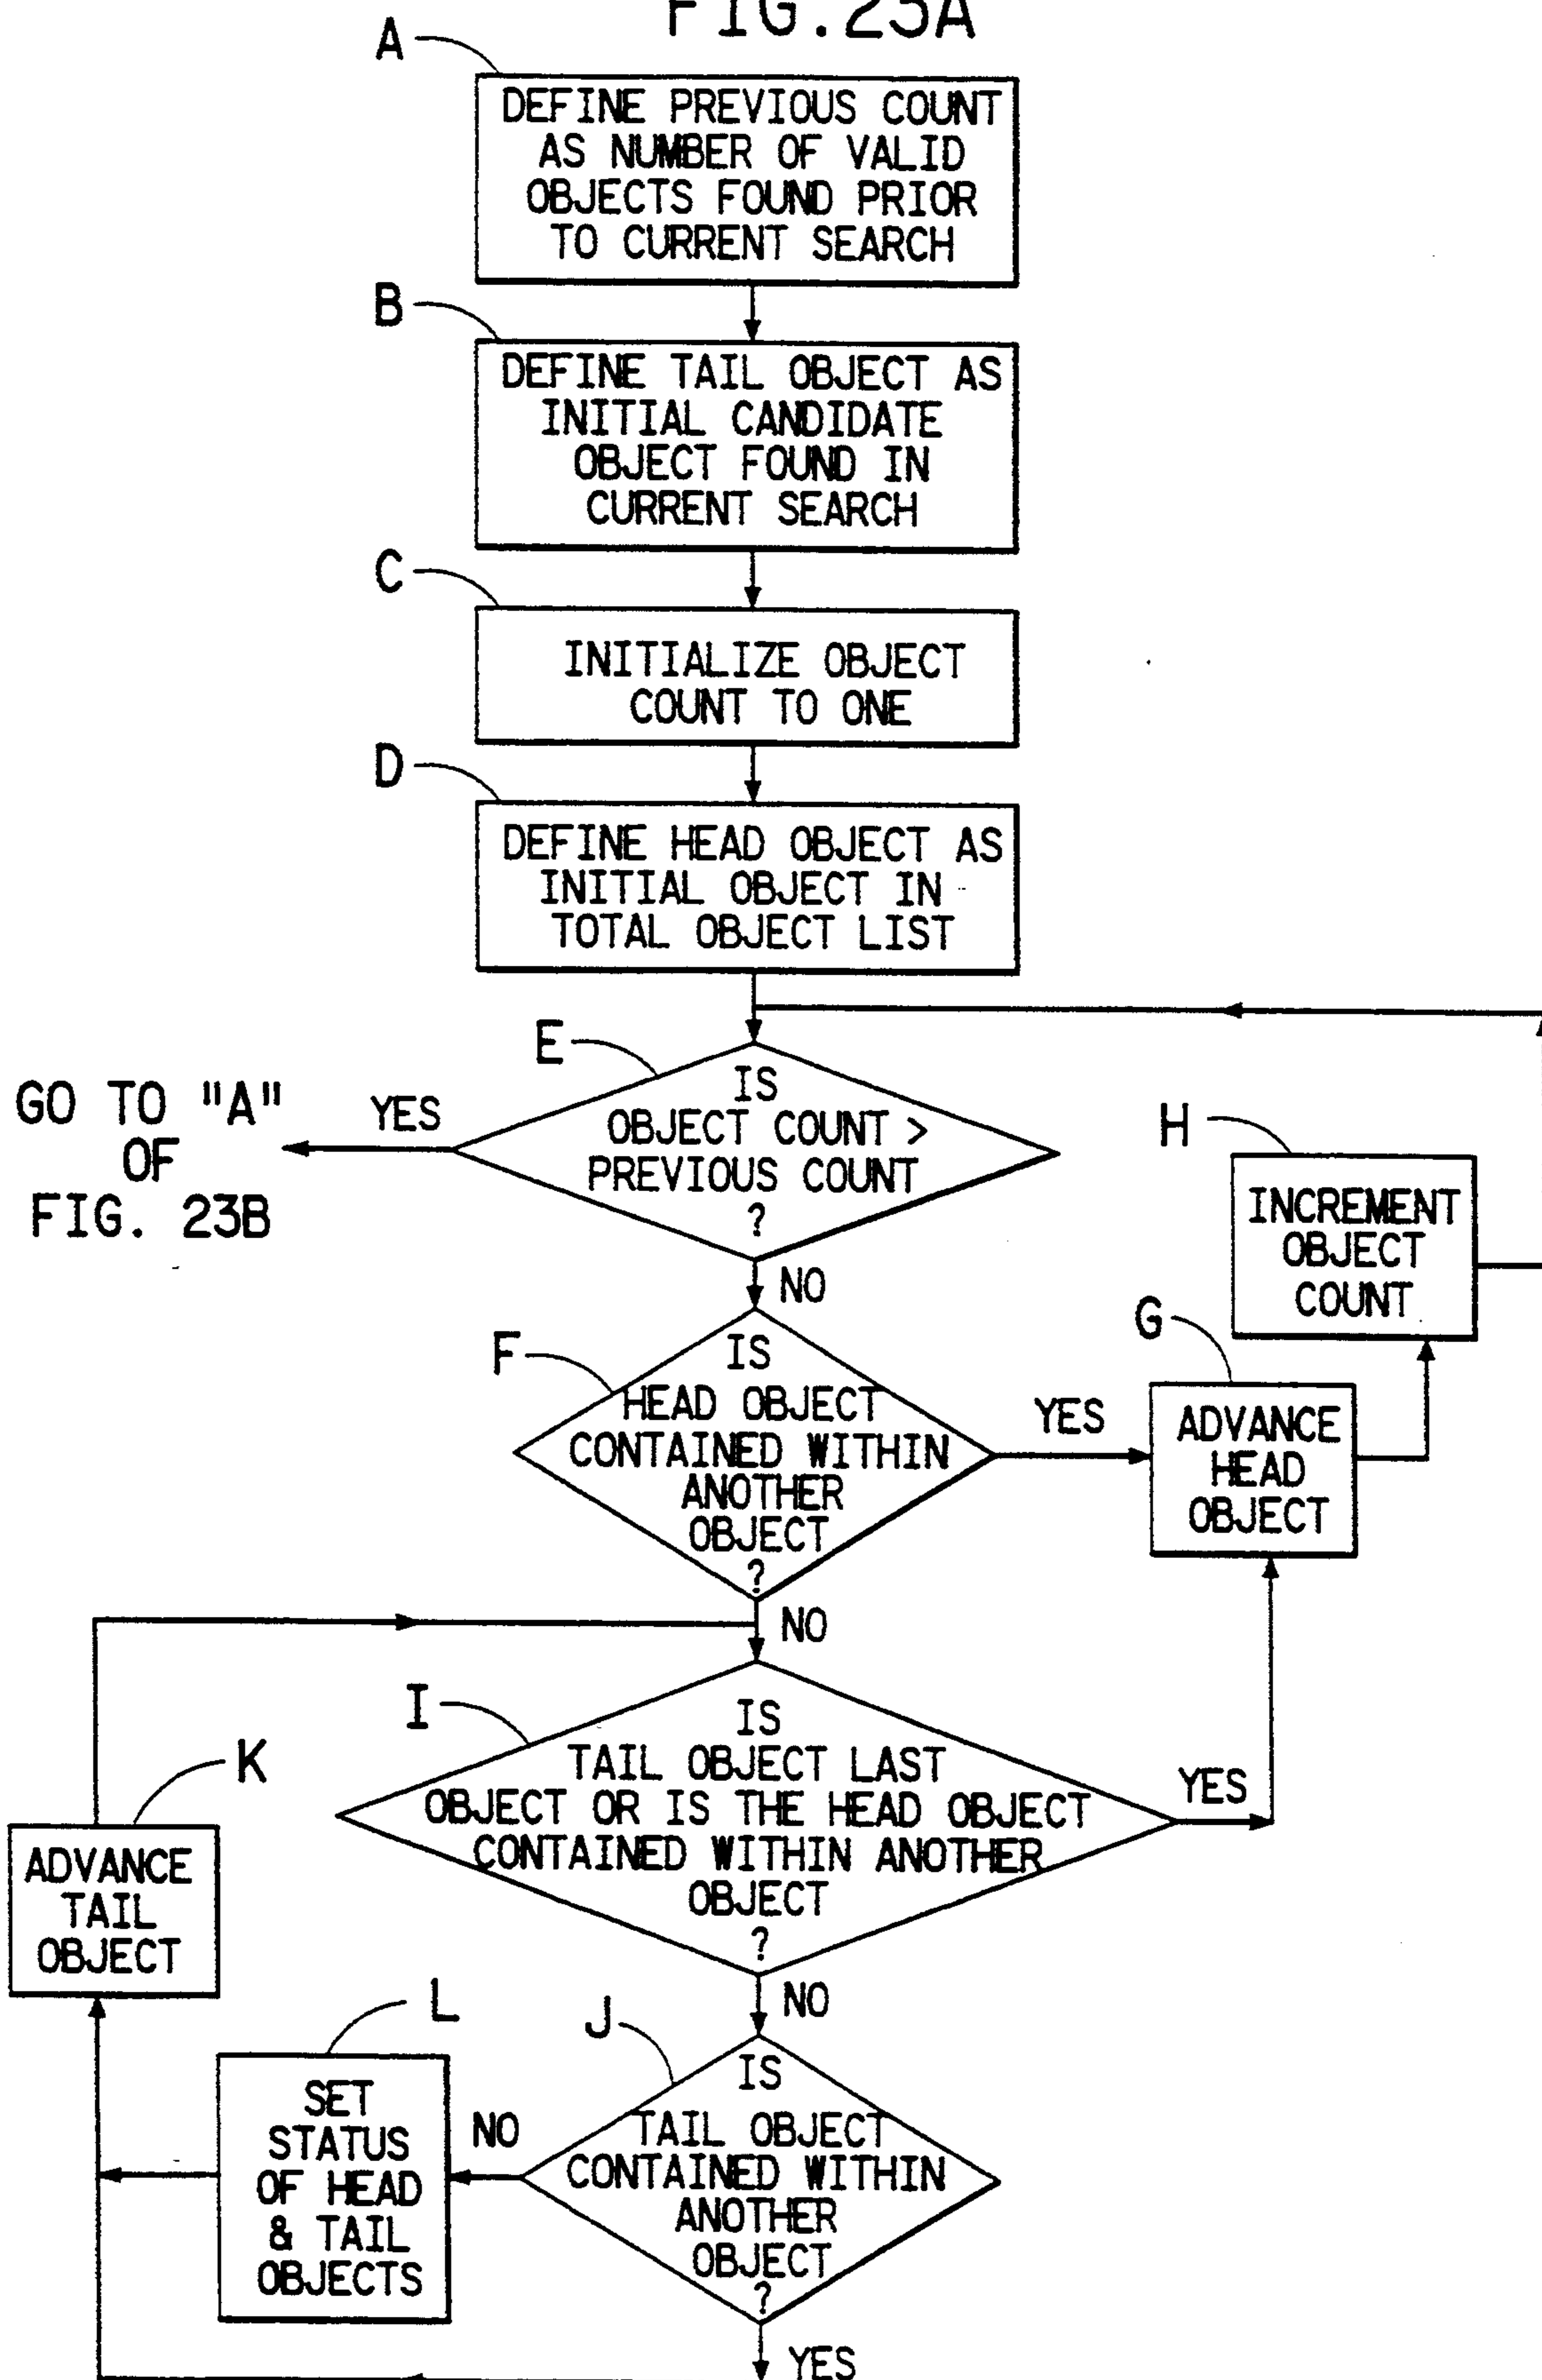 FIG.23A
A
DEFINE PREVIOUS COUNT
AS NUMBER OF VALID
OBJECTS FOUND PRIOR
TO CURRENT SEARCH
B
DEFINE TAIL OBJECT AS
INITIAL CANDIDATE
OBJECT FOUND IN
CURRENT SEARCH
C
INITIALIZE OBJECT
COUNT TO ONE
D
DEFINE HEAD OBJECT AS
INITIAL OBJECT IN
TOTAL OBJECT LIST
E
IS
OBJECT COUNT >
PREVIOUS COUNT
?
YES
GO TO "A"
OF
FIG. 23B
NO
H
INCREMENT
OBJECT
COUNT
F
IS
HEAD OBJECT
CONTAINED WITHIN
ANOTHER
OBJECT
?
YES
G
ADVANCE
HEAD
OBJECT
NO
I
IS
TAIL OBJECT LAST
OBJECT OR IS THE HEAD OBJECT
CONTAINED WITHIN ANOTHER
OBJECT
?
YES
K
ADVANCE
TAIL
OBJECT
NO
J
IS
TAIL OBJECT
CONTAINED WITHIN
ANOTHER
OBJECT
?
NO
L
SET
STATUS
OF HEAD
& TAIL
OBJECTS
YES